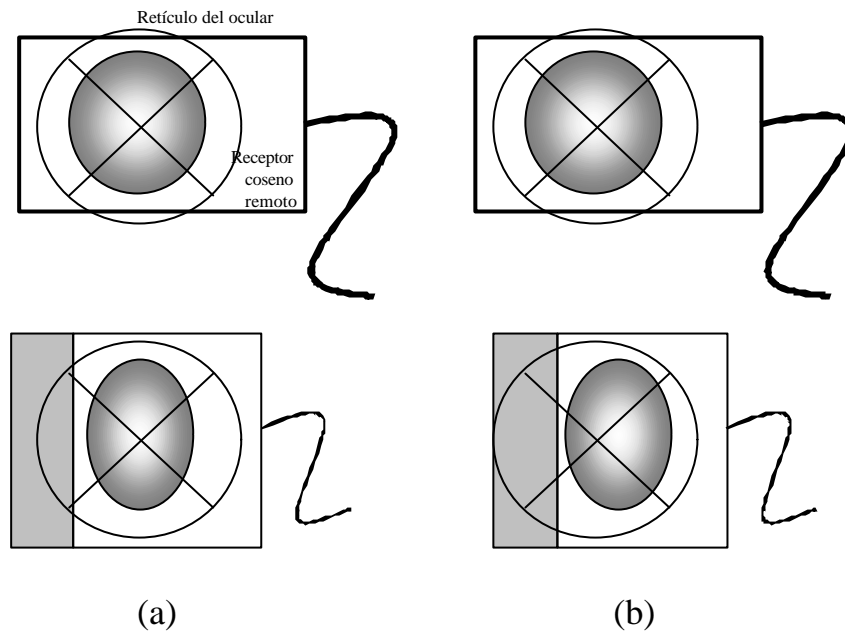 Retículo del ocular
Receptor
coseno
remoto
(a)
(b)